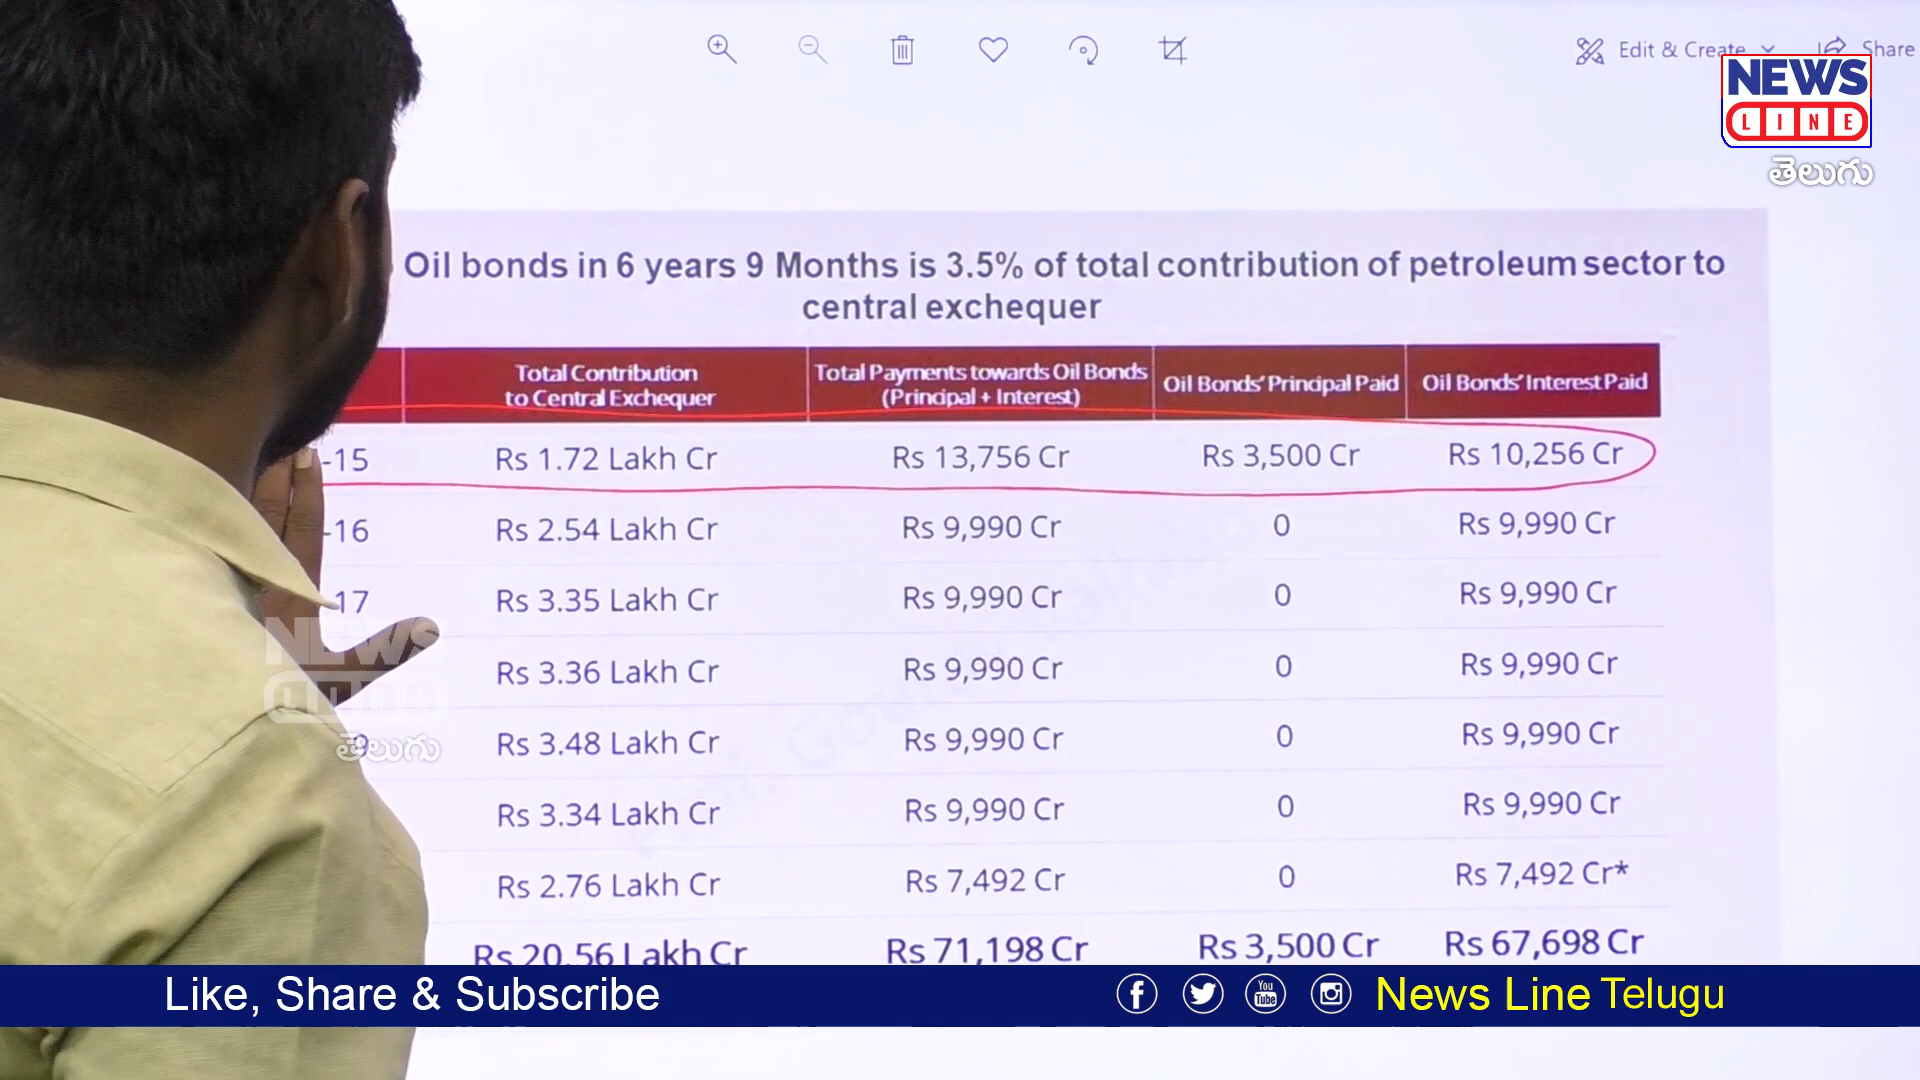 Edit & Create
Share
NEWS
LINE
తెలుగు
Oil bonds in 6 years 9 Months is 3.5% of total contribution of petroleum sector to
central exchequer
Total Contribution
to Central Exchequer
Total Payments towards Oil Bonds
(Principal + Interest)
Oil Bonds' Principal Paid
Oil Bonds' Interest Paid
-15 Rs 1.72 Lakh Cr Rs 13,756 Cr Rs 3,500 Cr Rs 10,256 Cr
-16 Rs 2.54 Lakh Cr Rs 9,990 Cr 0 Rs 9,990 Cr
-17 Rs 3.35 Lakh Cr Rs 9,990 Cr 0 Rs 9,990 Cr
Rs 3.36 Lakh Cr Rs 9,990 Cr 0 Rs 9,990 Cr
Rs 3.48 Lakh Cr Rs 9,990 Cr 0 Rs 9,990 Cr
Rs 3.34 Lakh Cr Rs 9,990 Cr 0 Rs 9,990 Cr
Rs 2.76 Lakh Cr Rs 7,492 Cr 0 Rs 7,492 Cr*
Rs 20.56 Lakh Cr Rs 71,198 Cr Rs 3,500 Cr Rs 67,698 Cr
NEWS
LINE
తెలుగు
Like, Share & Subscribe
You
Tube
News Line Telugu